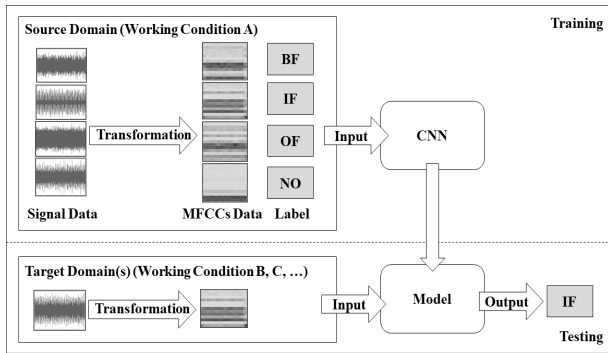 Source Domain (Working Condition A)
Training
BF
IF
Transformation
OF
Input
CNN
NO
Signal Data
MFCCs Data
Label
Target Domain(s) (Working Condition B, C, …)
Transformation
Input
Model
Output
IF
Testing